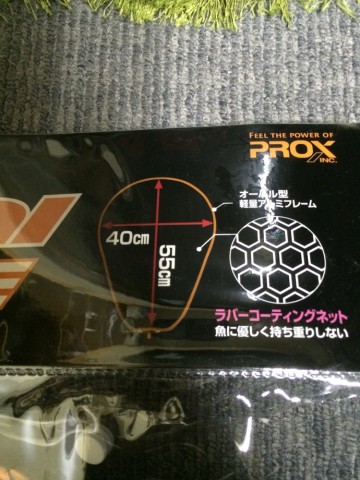 FEEL THE POWER OF
PROX
INC.
オーバル型
軽量アルミフレーム
40cm
55cm
ラバーコーティングネット
魚に優しく持ち重りしない